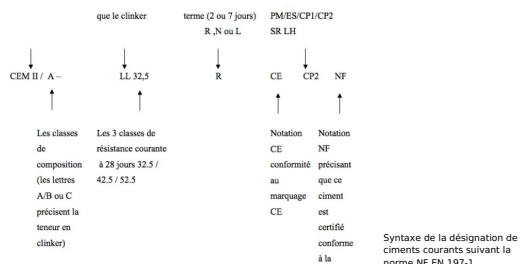 que le clinker
terme (2 ou 7 jours)
R ,N ou L
PM/ES/CP1/CP2
SR LH
CEM II / A – LL 32,5 R CE CP2 NF
Les classes
de
composition
(les lettres
A/B ou C
précisent la
teneur en
clinker)
Les 3 classes de
résistance courante
à 28 jours 32.5 /
42.5 / 52.5
Notation
CE
conformité
au
marquage
CE
Notation
NF
précisant
que ce
ciment
est
certifié
conforme
à la
Syntaxe de la désignation de
ciments courants suivant la
norme NF EN 197-1